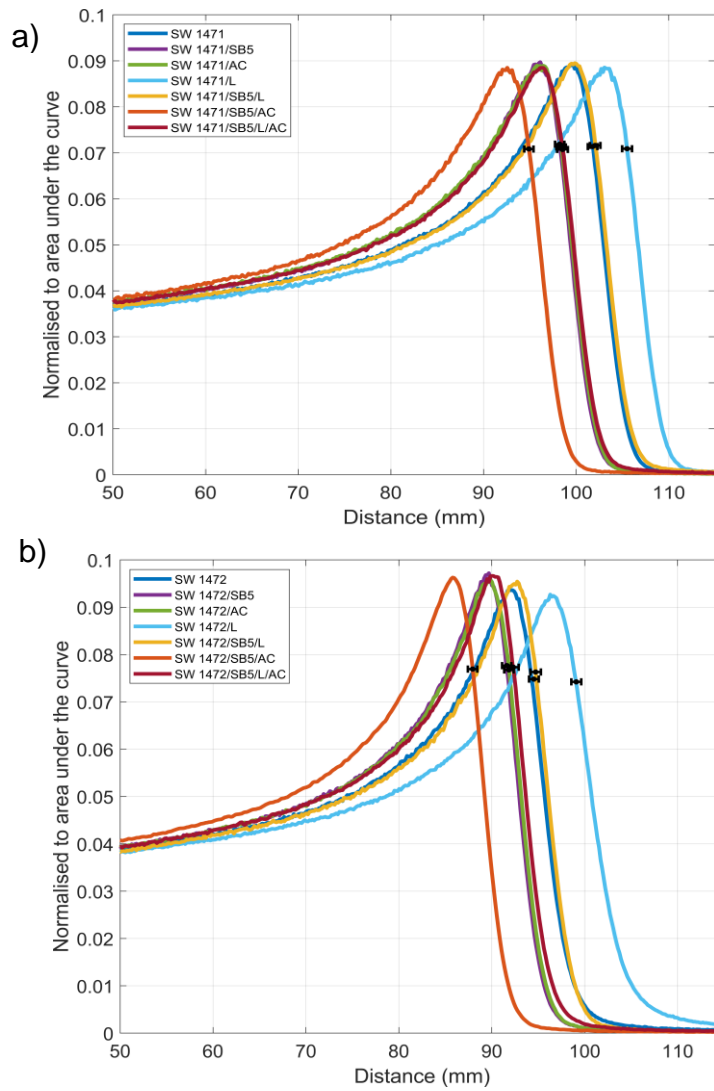 a)
0.1
0.09
0.08
0.07
0.06
0.05
0.04
0.03
0.02
0.01
0
Normalised to area under the curve
SW 1471
SW 1471/SB5
SW 1471/AC
SW 1471/L
SW 1471/SB5/L
SW 1471/SB5/AC
SW 1471/SB5/L/AC
50 60 70 80 90 100 110
Distance (mm)
b)
0.1
0.09
0.08
0.07
0.06
0.05
0.04
0.03
0.02
0.01
0
Normalised to area under the curve
SW 1472
SW 1472/SB5
SW 1472/AC
SW 1472/L
SW 1472/SB5/L
SW 1472/SB5/AC
SW 1472/SB5/L/AC
50 60 70 80 90 100 110
Distance (mm)